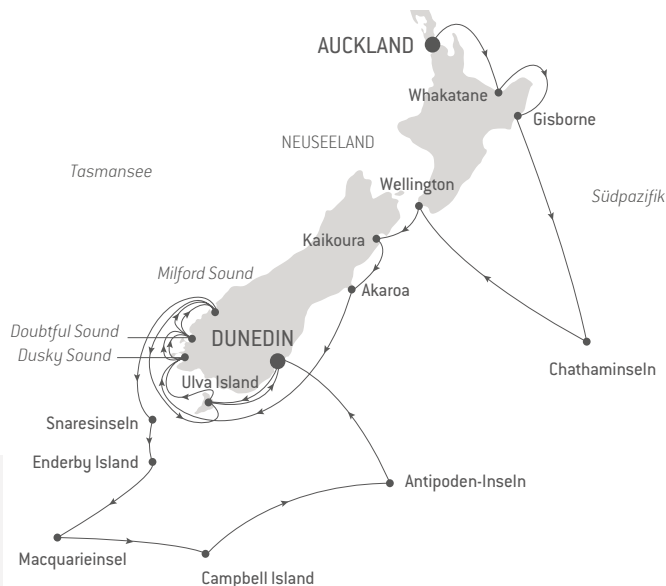 AUCKLAND
Whakatane
Gisborne
NEUSEELAND
Tasmansee
Wellington
Südpazifik
Kaikoura
Milford Sound
Akaroa
Doubtful Sound
DUNEDIN
Dusky Sound
Chathaminseln
Ulva Island
Snaresinseln
Enderby Island
Antipoden-Inseln
Macquarieinsel
Campbell Island